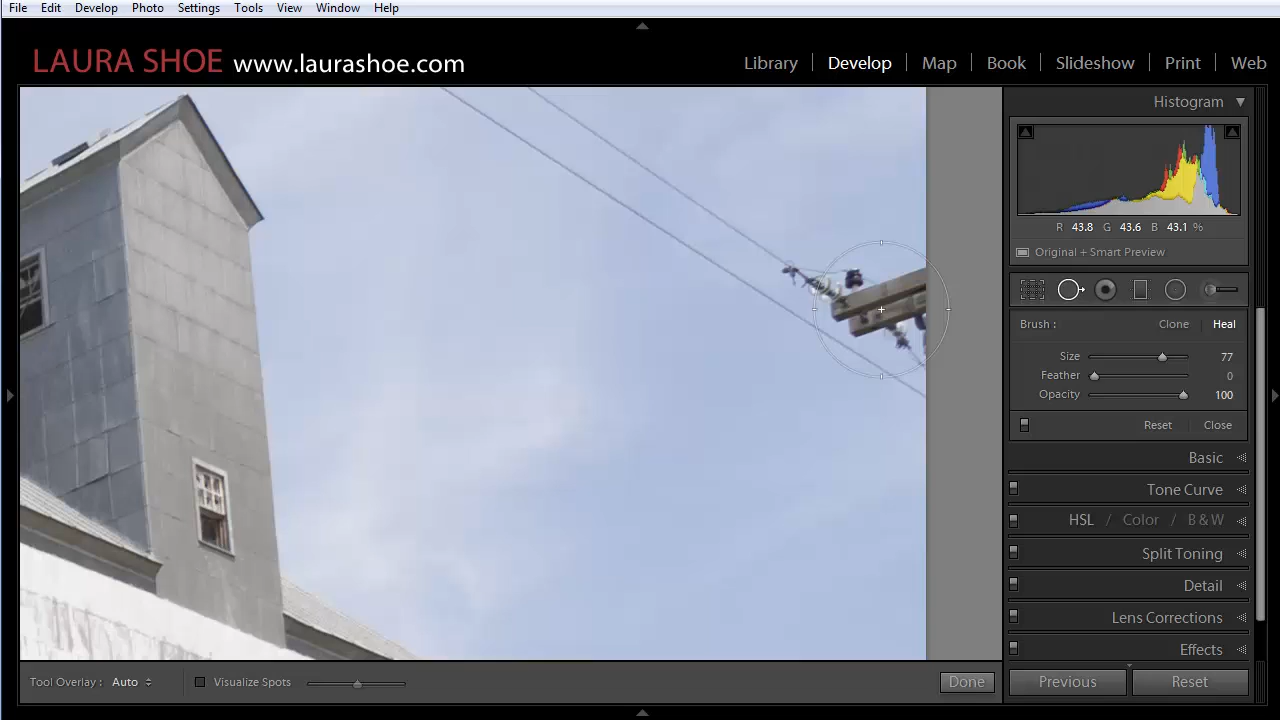 File Edit Develop Photo Settings Tools View Window Help
LAURA SHOE www.laurashoe.com
Library Develop Map Book Slideshow Print Web
Histogram
R 43.8 G 43.6 B 43.1 %
Original + Smart Preview
Brush : Clone Heal
Size 77
Feather 0
Opacity 100
Reset Close
Basic
Tone Curve
HSL / Color / B & W
Split Toning
Detail
Lens Corrections
Effects
Tool Overlay : Auto Visualize Spots Done Previous Reset